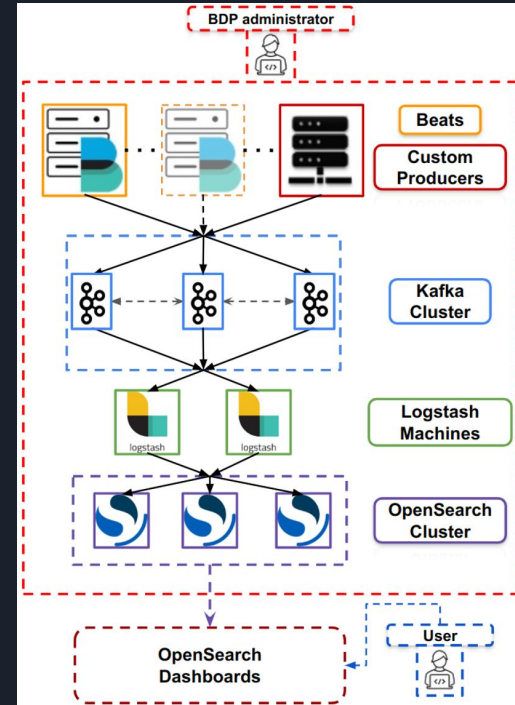 BDP administrator
Beats
Custom
Producers
Kafka
Cluster
logstash
logstash
Logstash
Machines
OpenSearch
Cluster
OpenSearch
Dashboards
User